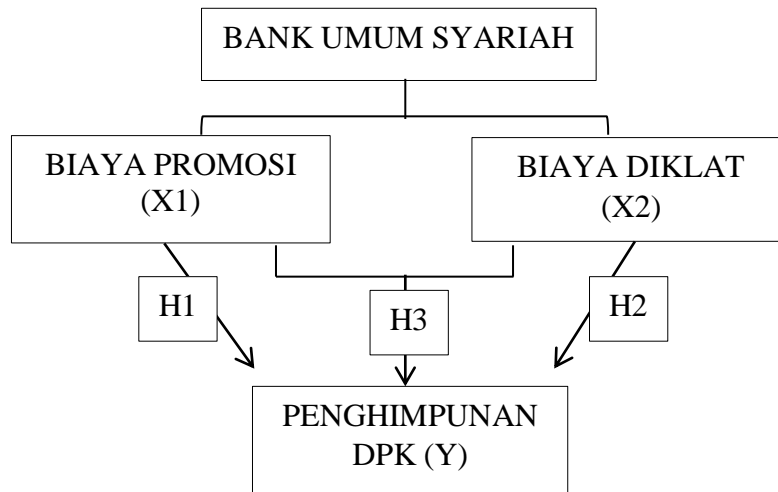 BANK UMUM SYARIAH
BIAYA PROMOSI
(X1)
BIAYA DIKLAT
(X2)
H1
H3
H2
PENGHIMPUNAN
DPK (Y)